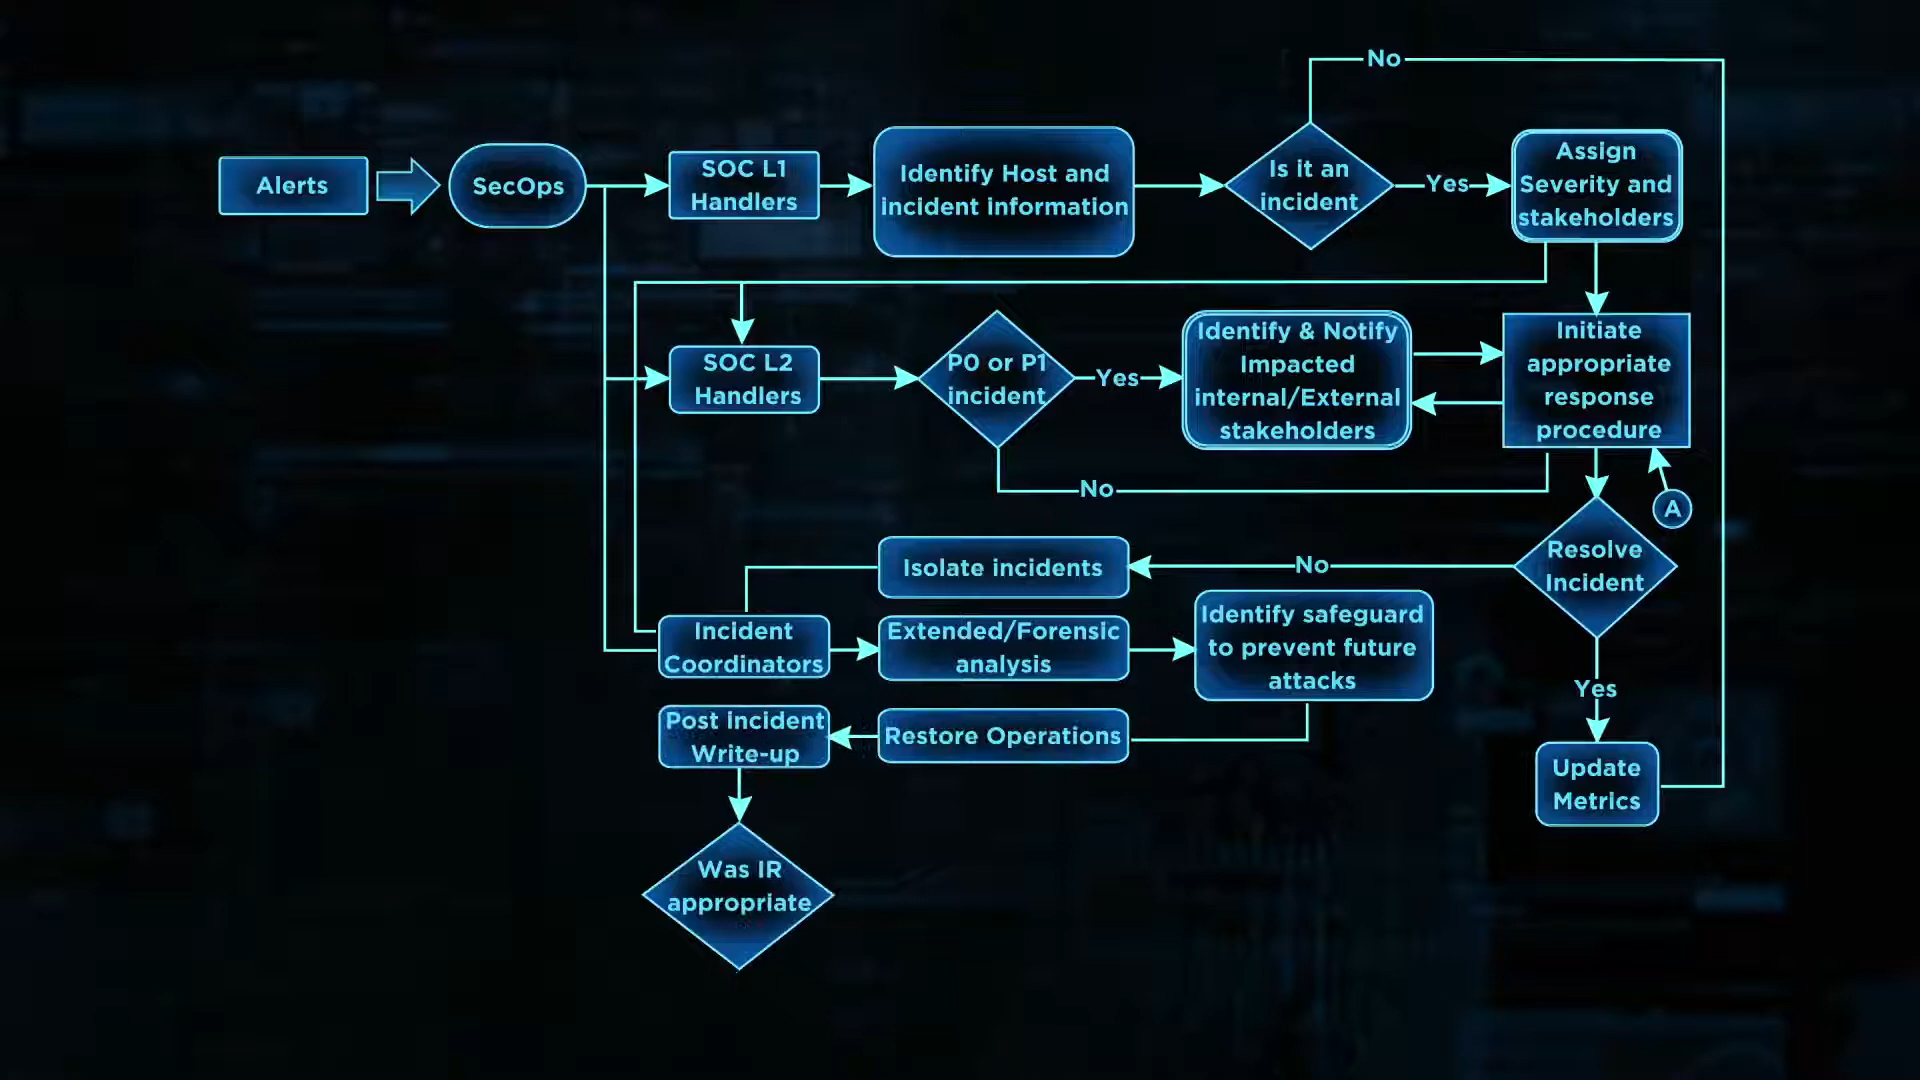 No
Alerts
SecOps
SOC L1
Handlers
Identify Host and
incident information
Is it an
incident
Yes
Assign
Severity and
stakeholders
SOC L2
Handlers
P0 or P1
incident
Yes
Identify & Notify
Impacted
internal/External
stakeholders
Initiate
appropriate
response
procedure
No
A
Isolate incidents
No
Resolve
Incident
Incident
Coordinators
Extended/Forensic
analysis
Identify safeguard
to prevent future
attacks
Yes
Post incident
Write-up
Restore Operations
Update
Metrics
Was IR
appropriate